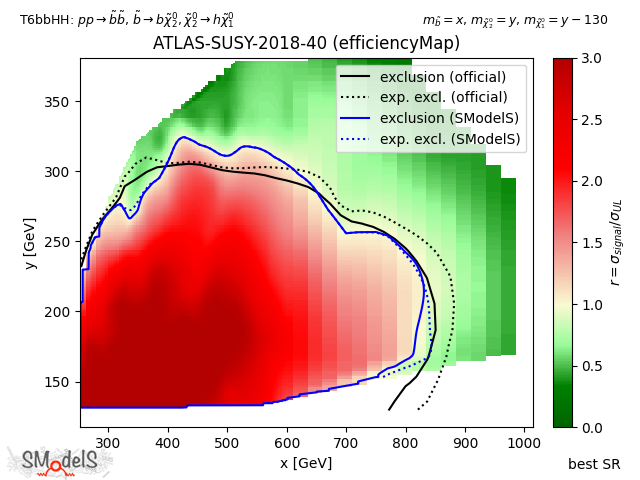 T6bbHH: pp → b̃b̃, b̃ → bχ̃⁰₂, χ̃⁰₂ → hχ̃⁰₁
m_b̃ = x, m_χ̃⁰₂ = y, m_χ̃⁰₁ = y − 130
ATLAS-SUSY-2018-40 (efficiencyMap)
exclusion (official)
exp. excl. (official)
exclusion (SModelS)
exp. excl. (SModelS)
350
300
250
200
150
y [GeV]
300 400 500 600 700 800 900 1000
x [GeV]
3.0
2.5
2.0
1.5
1.0
0.5
0.0
r = σ_signal/σ_UL
best SR
SModelS